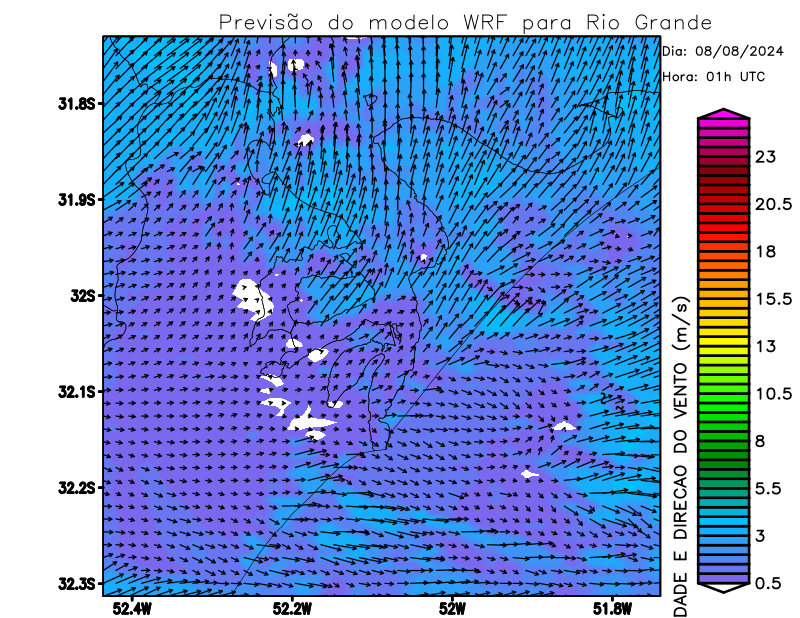 Previsão do modelo WRF para Rio Grande
Dia: 08/08/2024
Hora: 01h UTC
31.8S
31.9S
32S
32.1S
32.2S
32.3S
52.4W
52.2W
52W
51.8W
23
20.5
18
15.5
13
10.5
8
5.5
3
0.5
DADE E DIRECAO DO VENTO (m/s)